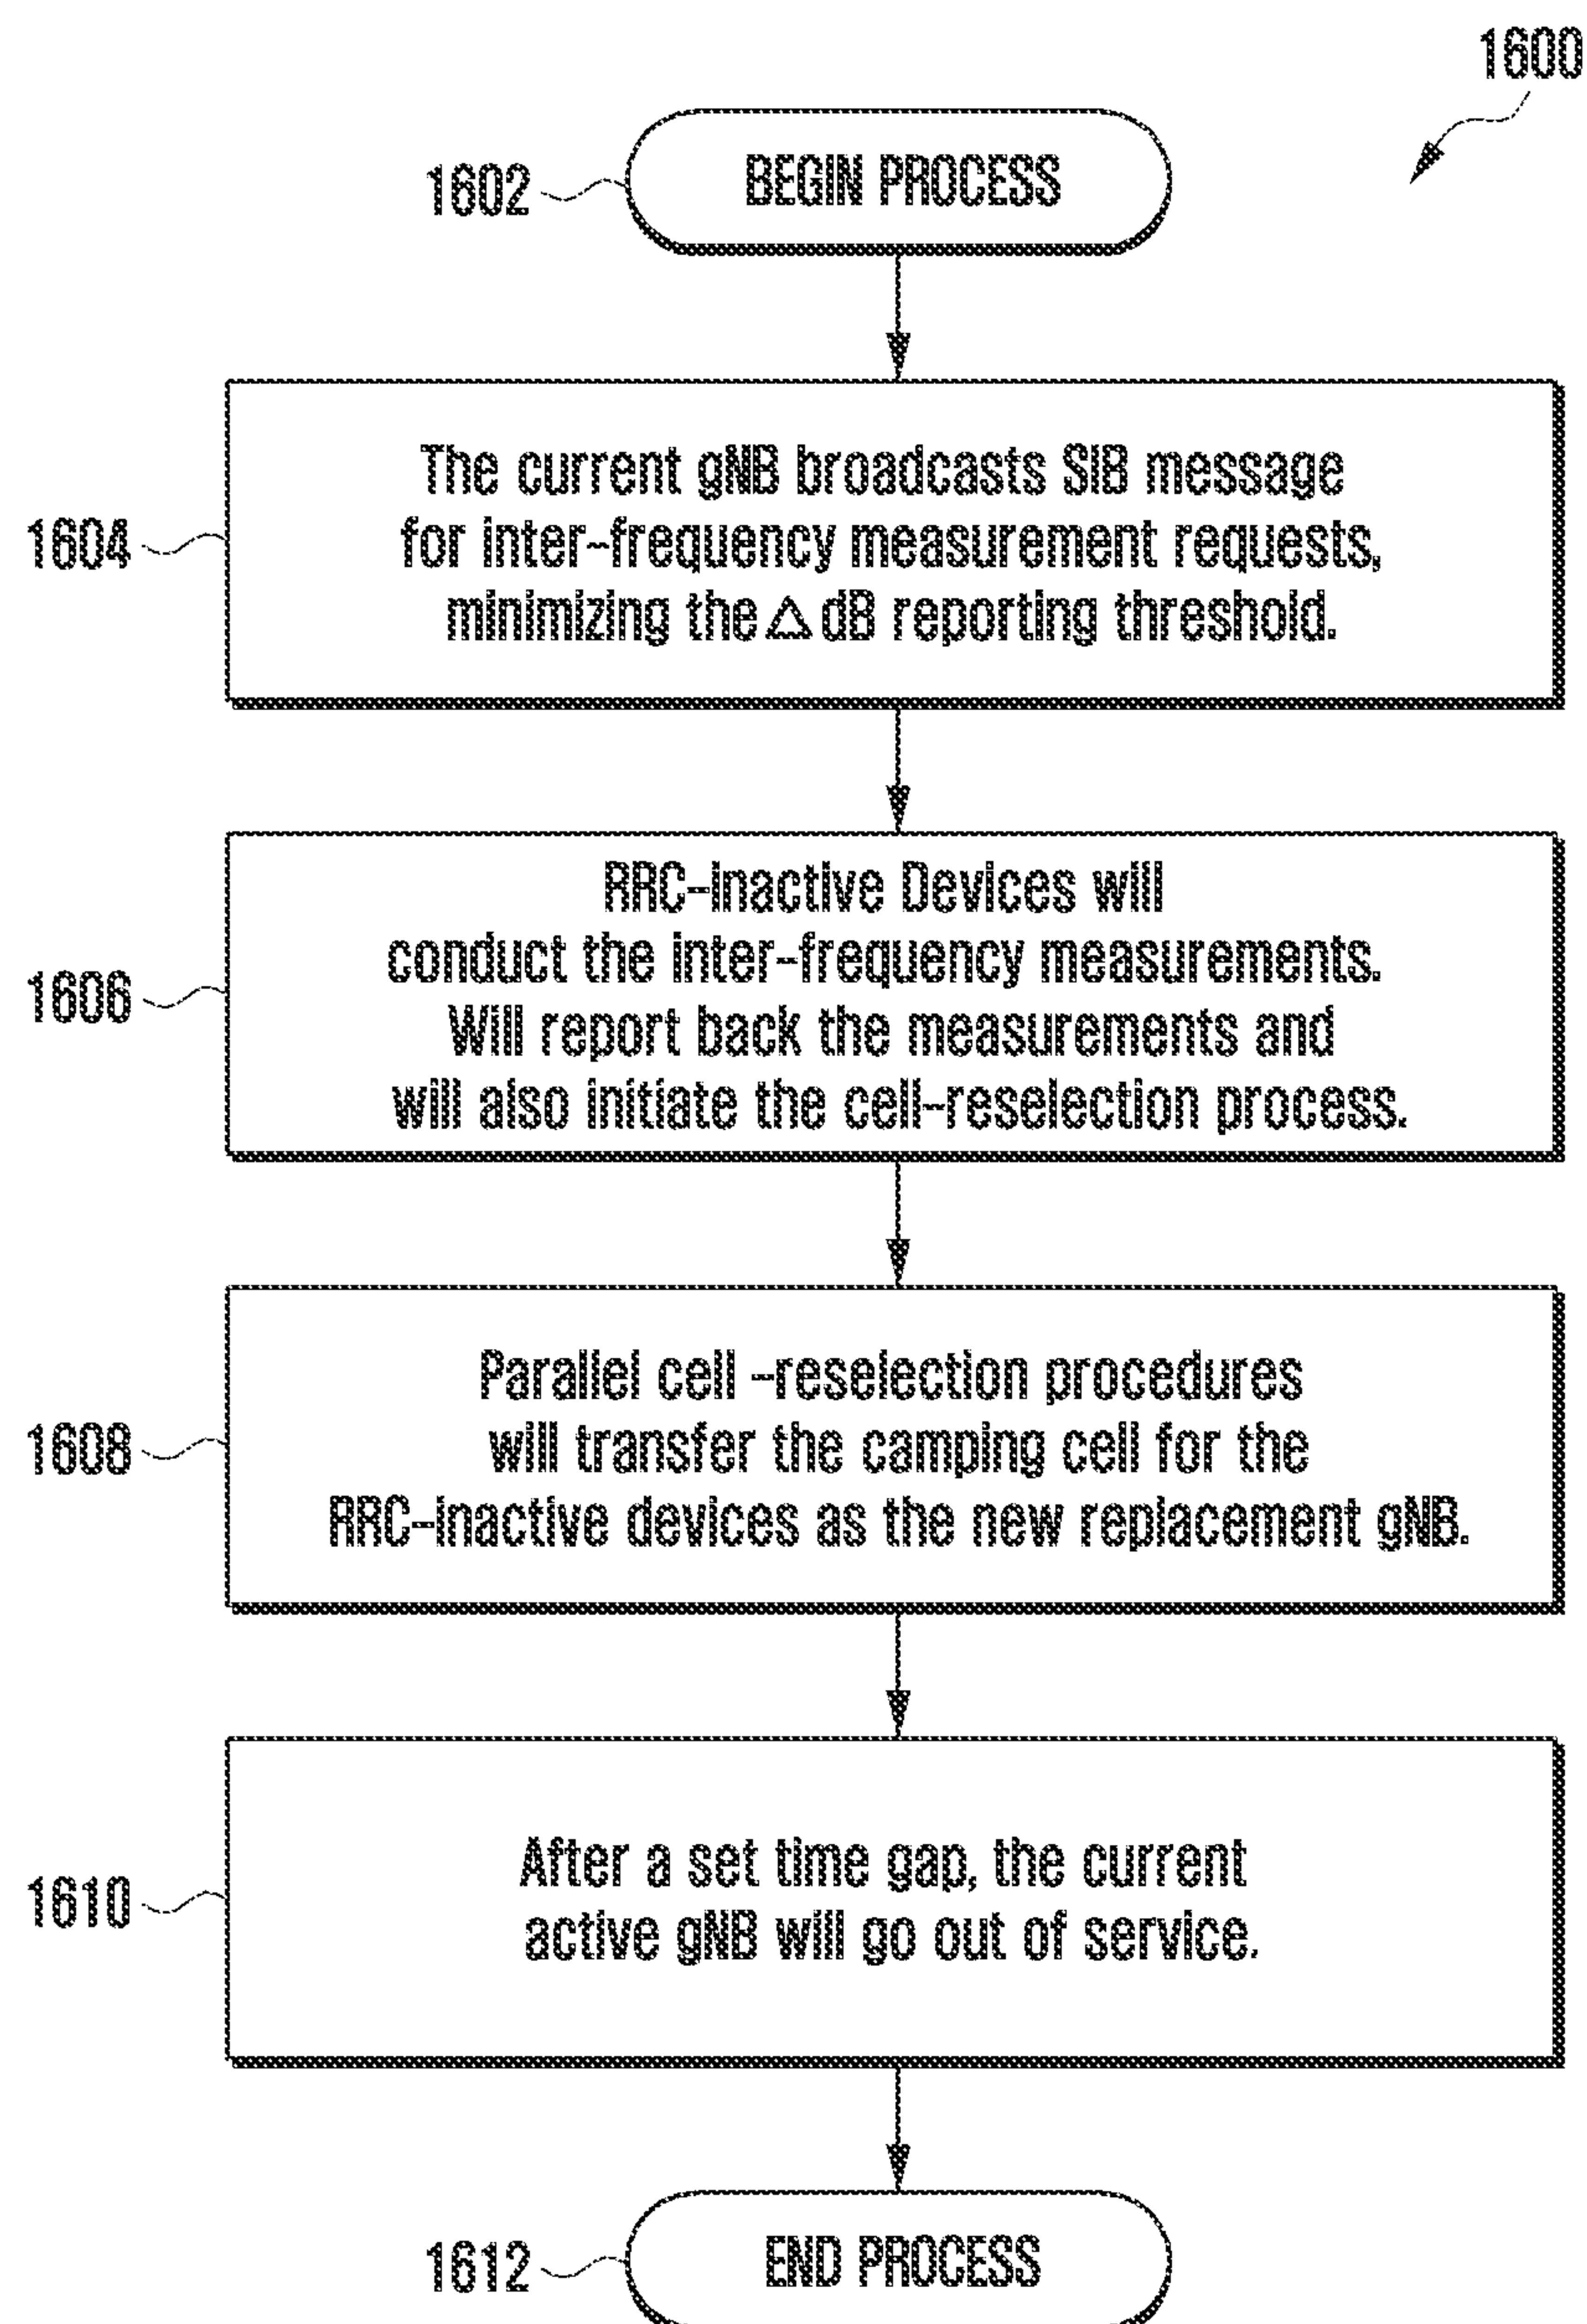 1600
1602
BEGIN PROCESS
1604
The current gNB broadcasts SIB message
for inter-frequency measurement requests,
minimizing the △ dB reporting threshold.
1606
RRC-Inactive Devices will
conduct the inter-frequency measurements.
Will report back the measurements and
will also initiate the cell-reselection process.
1608
Parallel cell -reselection procedures
will transfer the camping cell for the
RRC-inactive devices as the new replacement gNB.
1610
After a set time gap, the current
active gNB will go out of service.
1612
END PROCESS